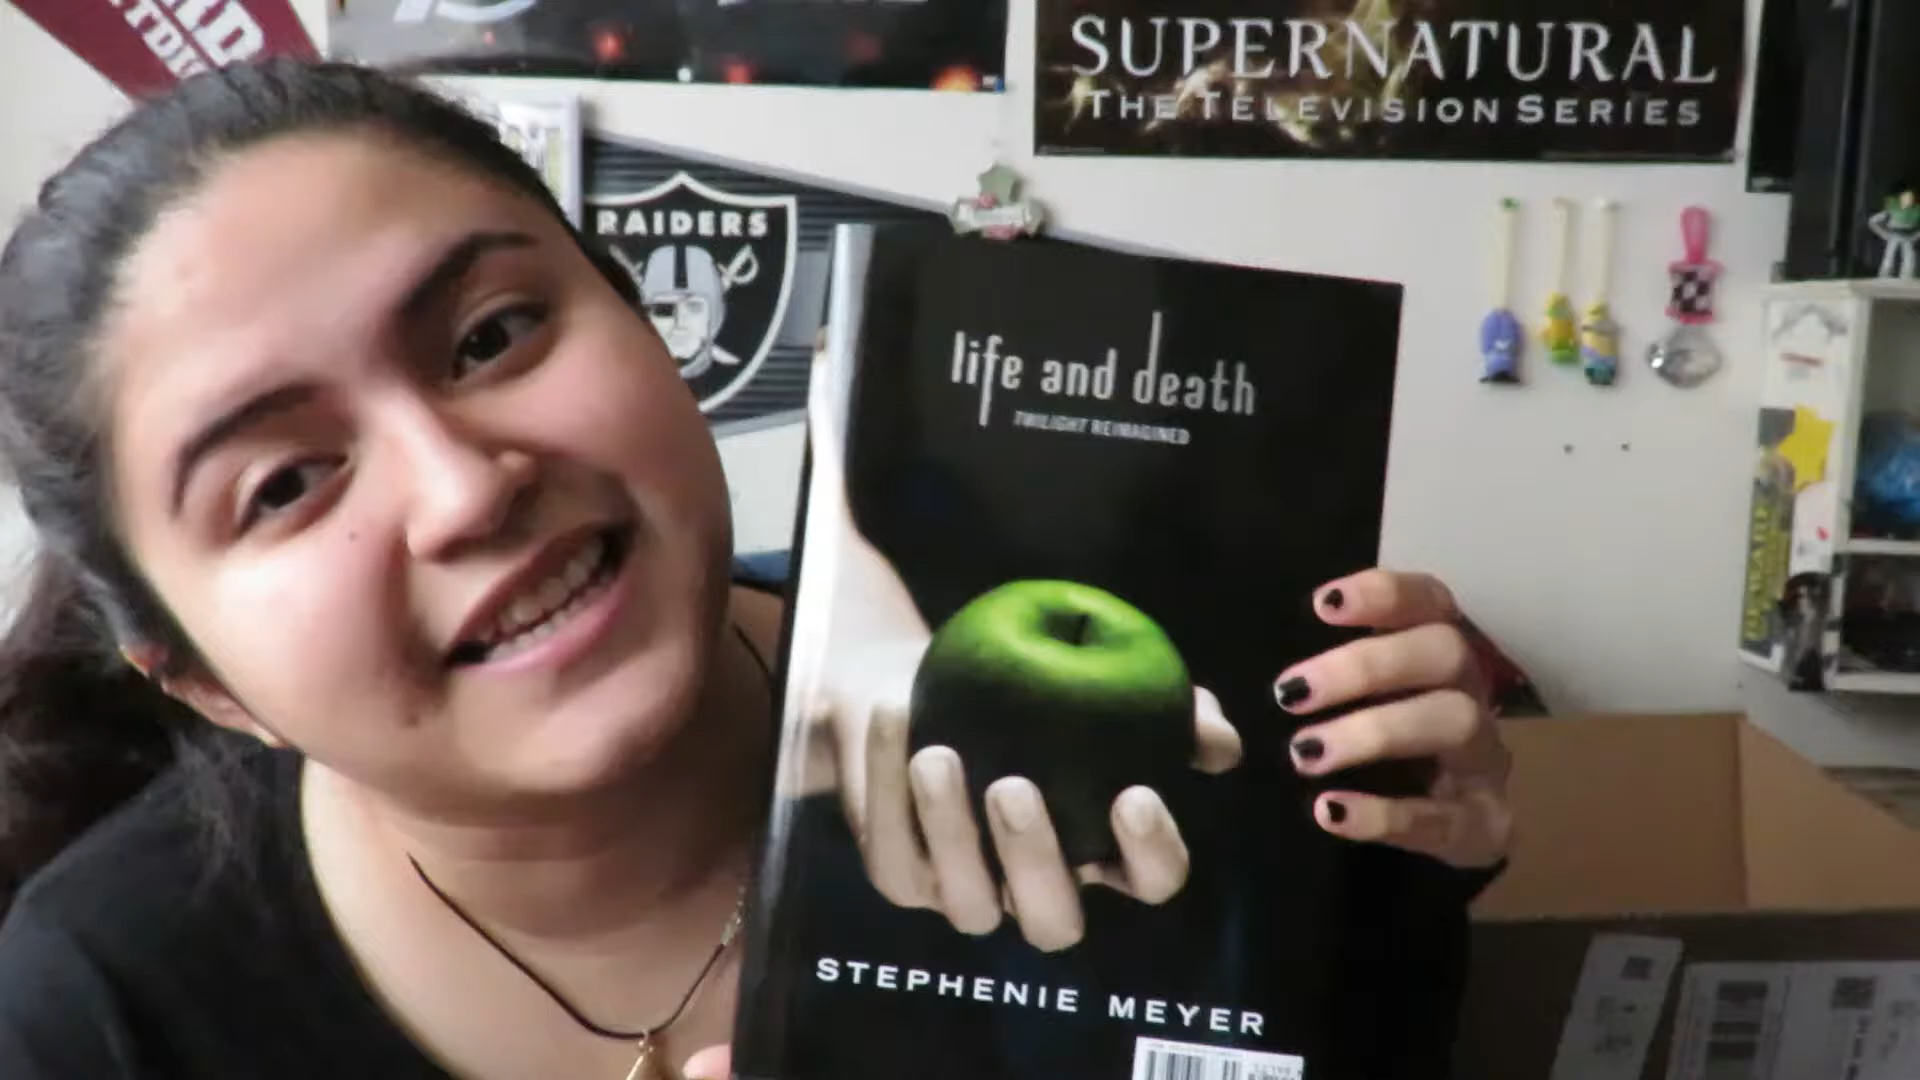 SUPERNATURAL
THE TELEVISION SERIES
RAIDERS
life and death
TWILIGHT REIMAGINED
STEPHENIE MEYER